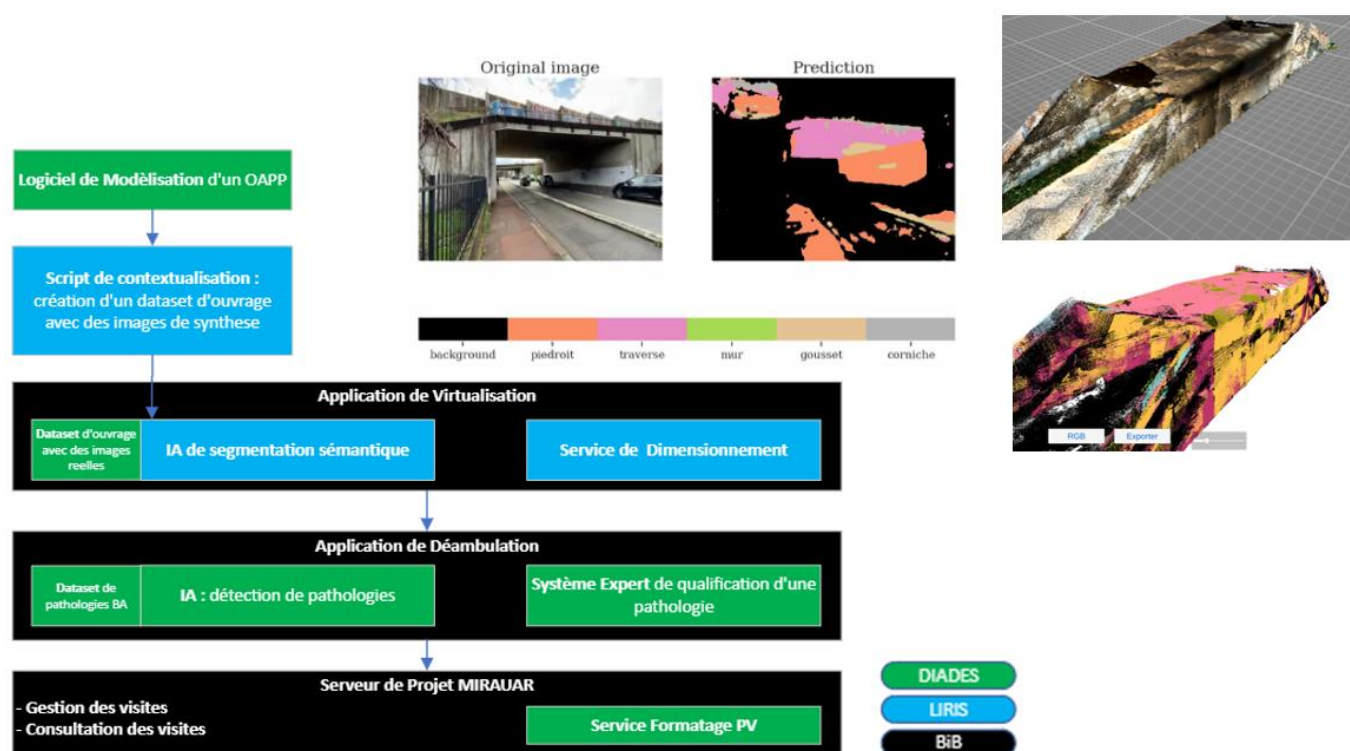 Original image
Prediction
background
piedroit
traverse
mur
gousset
corniche
RGB
Exporter
Logiciel de Modèlisation d'un OAPP
Script de contextualisation :
création d'un dataset d'ouvrage
avec des images de synthese
Application de Virtualisation
Dataset d'ouvrage
avec des images
reelles
IA de segmentation sémantique
Service de Dimensionnement
Application de Déambulation
Dataset de
pathologies BA
IA : détection de pathologies
Système Expert de qualification d'une
pathologie
Serveur de Projet MIRAUAR
- Gestion des visites
- Consultation des visites
Service Formatage PV
DIADES
LIRIS
BiB